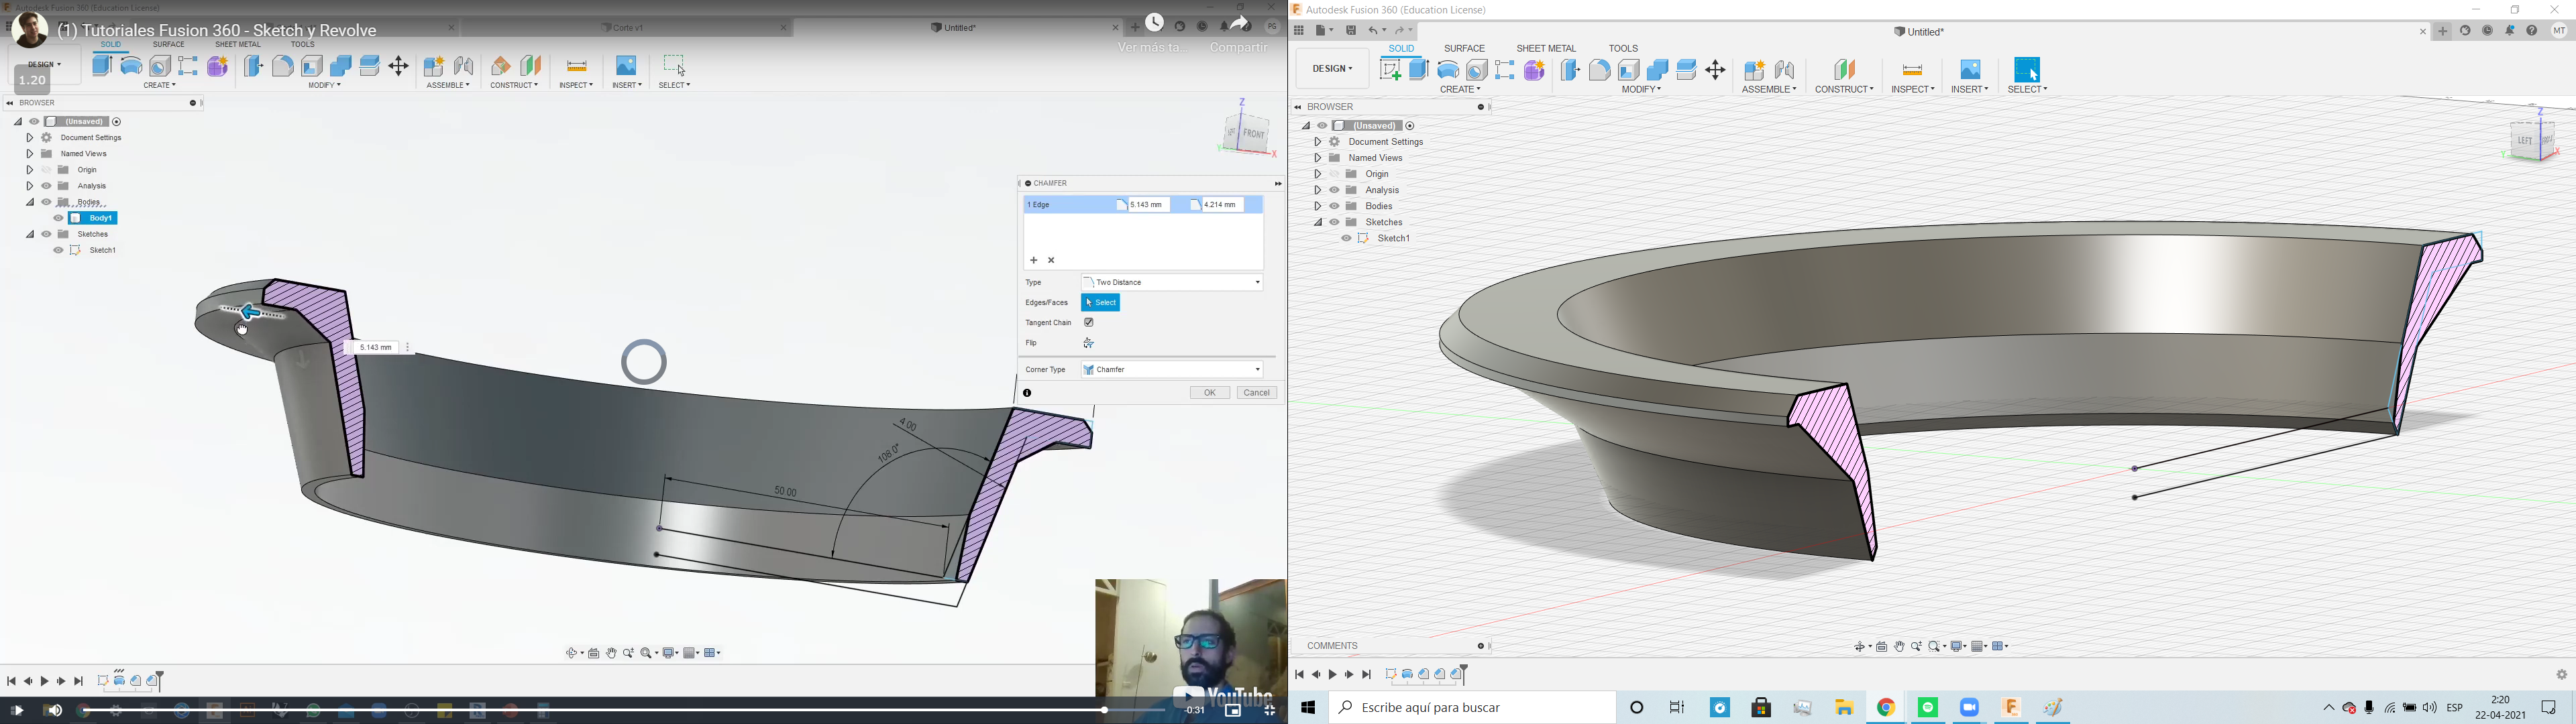 Autodesk Fusion 360 (Education License)
(1) Tutoriales Fusion 360 - Sketch y Revolve
Corte v1
Untitled*
PG
Ver más ta...
Compartir
SOLID
SURFACE
SHEET METAL
TOOLS
DESIGN
1.20
CREATE
MODIFY
ASSEMBLE
CONSTRUCT
INSPECT
INSERT
SELECT
BROWSER
(Unsaved)
Document Settings
Named Views
Origin
Analysis
Bodies
Body1
Sketches
Sketch1
Z
FRONT
X
Y
CHAMFER
1 Edge
5.143 mm
4.214 mm
Type
Two Distance
Edges/Faces
Select
Tangent Chain
Flip
Corner Type
Chamfer
OK
Cancel
5.143 mm
4.00
108.0°
50.00
YouTube
-0:31
Autodesk Fusion 360 (Education License)
Untitled*
MT
SOLID
SURFACE
SHEET METAL
TOOLS
DESIGN
CREATE
MODIFY
ASSEMBLE
CONSTRUCT
INSPECT
INSERT
SELECT
BROWSER
(Unsaved)
Document Settings
Named Views
Origin
Analysis
Bodies
Sketches
Sketch1
Z
LEFT
X
Y
COMMENTS
Escribe aquí para buscar
ESP
2:20
22-04-2021